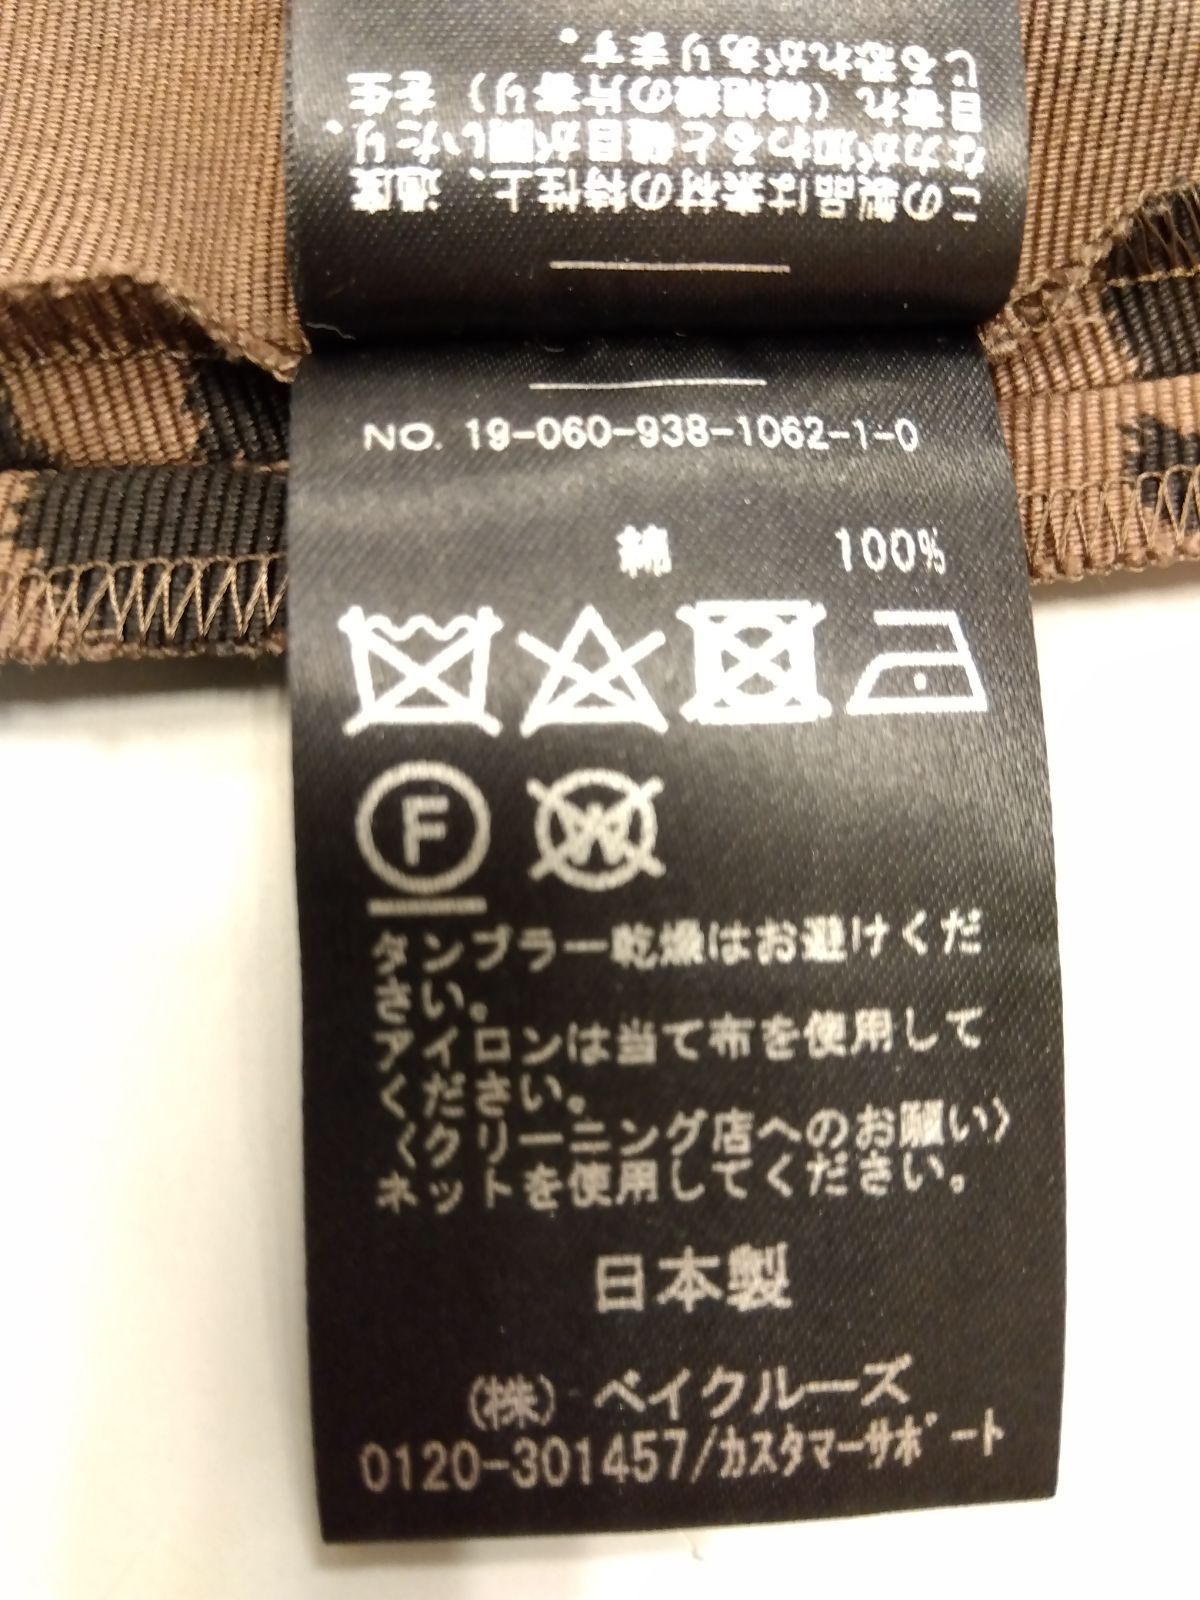 この製品は素材の特性上、過度
な力が加わると縫目が開いたり、
目寄れ（縫組織の片寄り）を生
じる恐れがあります。
NO. 19-060-938-1062-1-0
綿 100%
F
W
タンブラー乾燥はお避けくだ
さい。
アイロンは当て布を使用して
ください。
〈クリーニング店へのお願い〉
ネットを使用してください。
日本製
(株) ベイクルーズ
0120-301457/ｶｽﾀﾏｰｻﾎﾟｰﾄ